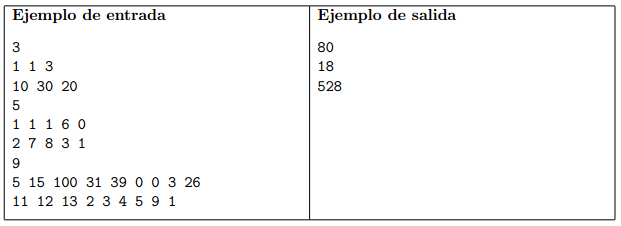 Ejemplo de entrada
3
1 1 3
10 30 20
5
1 1 1 6 0
2 7 8 3 1
9
5 15 100 31 39 0 0 3 26
11 12 13 2 3 4 5 9 1
Ejemplo de salida
80
18
528